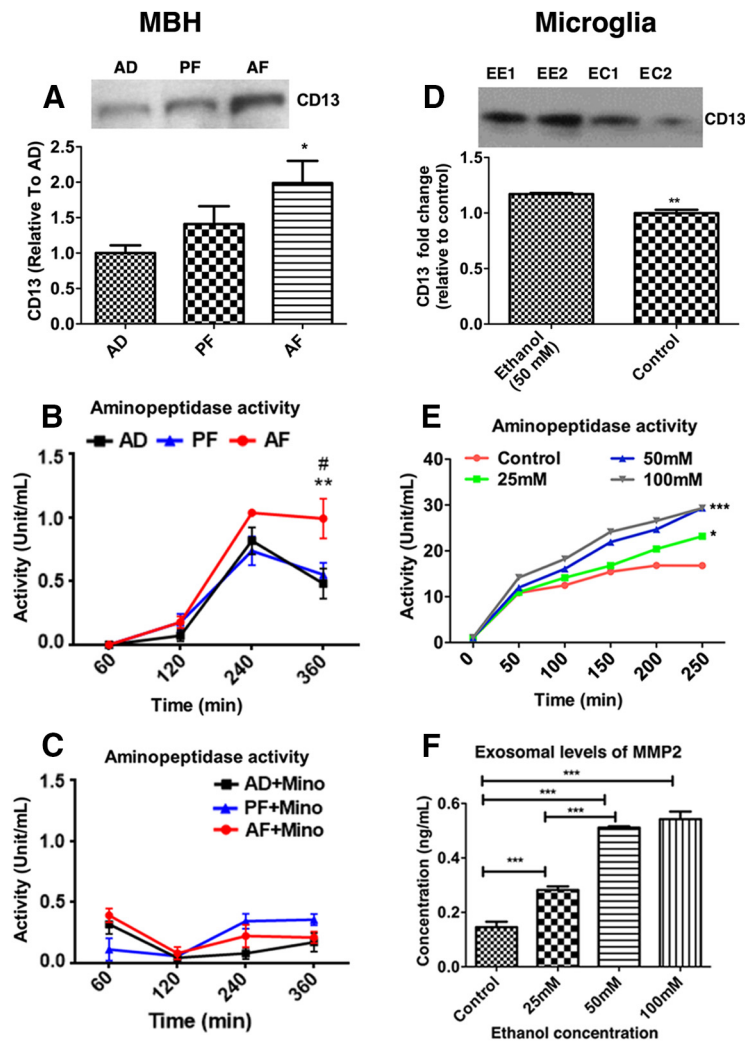 MBH
Microglia
A
AD PF AF
CD13
CD13 (Relative To AD)
2.5
2.0
1.5
1.0
0.5
0.0
*
AD
PF
AF
D
EE1 EE2 EC1 EC2
CD13
CD13 fold change
(relative to control)
1.5
1.0
0.5
0.0
**
Ethanol
(50 mM)
Control
B
Aminopeptidase activity
AD PF AF
Activity (Unit/mL)
1.5
1.0
0.5
0.0
#
**
60
120
240
360
Time (min)
E
Aminopeptidase activity
Control
25mM
50mM
100mM
Activity (Unit/mL)
40
30
20
10
0
***
*
0
50
100
150
200
250
Time (min)
C
Aminopeptidase activity
AD+Mino
PF+Mino
AF+Mino
Activity (Unit/mL)
1.5
1.0
0.5
0.0
60
120
240
360
Time (min)
F
Exosomal levels of MMP2
Concentration (ng/mL)
0.6
0.4
0.2
0.0
***
***
***
***
Control
25mM
50mM
100mM
Ethanol concentration